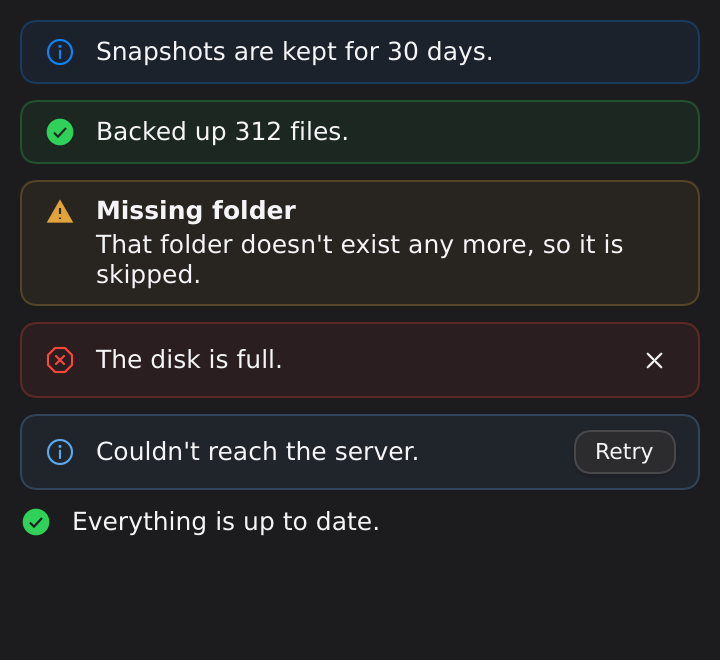 Snapshots are kept for 30 days.
Backed up 312 files.
Missing folder
That folder doesn't exist any more, so it is
skipped.
The disk is full.
Couldn't reach the server.
Retry
Everything is up to date.